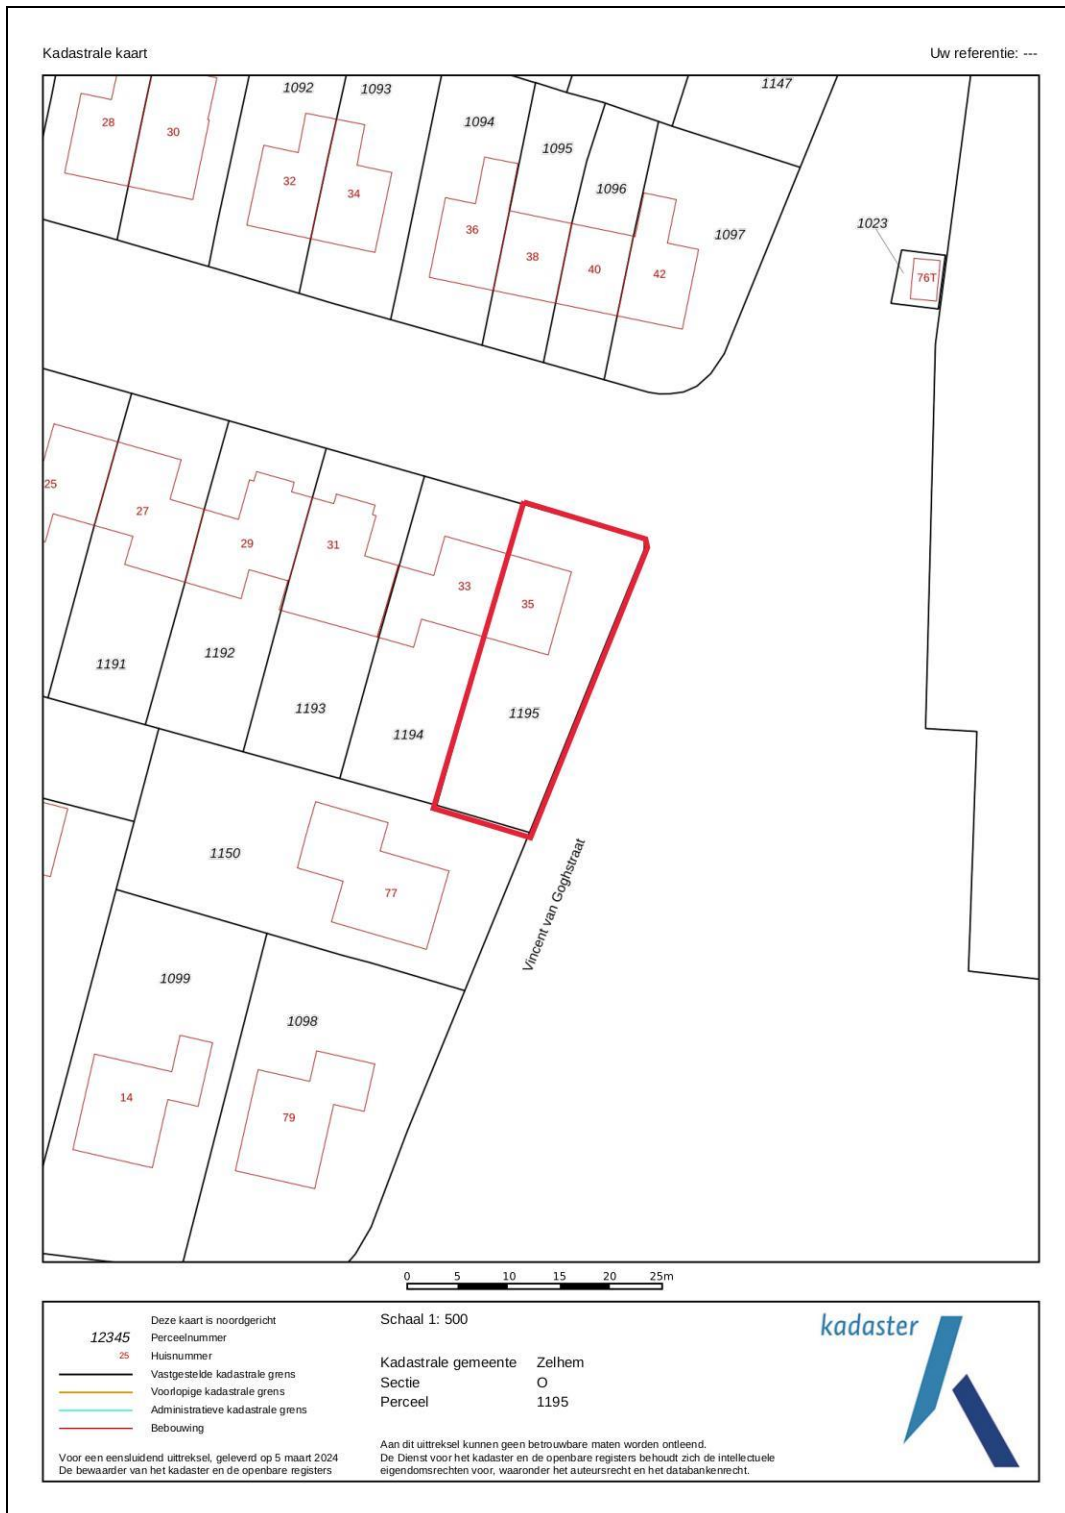 Kadastrale kaart
Uw referentie: ---
1092
1093
1147
28
30
1094
1095
32
34
1096
1023
36
1097
38
40
42
76T
25
27
29
31
33
35
1191
1192
1193
1194
1195
1150
77
Vincent van Goghstraat
1099
1098
14
79
0 5 10 15 20 25m
Deze kaart is noordgericht
12345 Perceelnummer
25 Huisnummer
Vastgestelde kadastrale grens
Voorlopige kadastrale grens
Administratieve kadastrale grens
Bebouwing
Voor een eensluidend uittreksel, geleverd op 5 maart 2024
De bewaarder van het kadaster en de openbare registers
Schaal 1: 500
Kadastrale gemeente Zelhem
Sectie O
Perceel 1195
Aan dit uittreksel kunnen geen betrouwbare maten worden ontleend.
De Dienst voor het kadaster en de openbare registers behoudt zich de intellectuele
eigendomsrechten voor, waaronder het auteursrecht en het databankenrecht.
kadaster